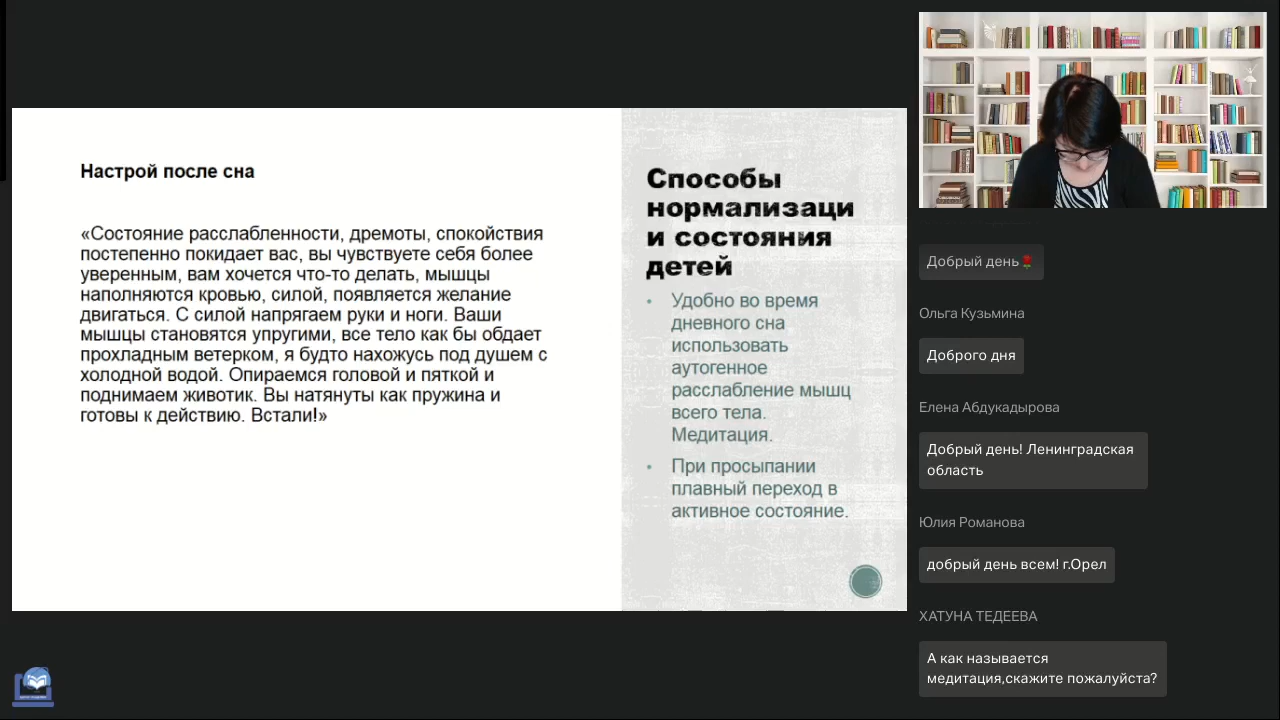 Настрой после сна
«Состояние расслабленности, дремоты, спокойствия
постепенно покидает вас, вы чувствуете себя более
уверенным, вам хочется что-то делать, мышцы
наполняются кровью, силой, появляется желание
двигаться. С силой напрягаем руки и ноги. Ваши
мышцы становятся упругими, все тело как бы обдает
прохладным ветерком, я будто нахожусь под душем с
холодной водой. Опираемся головой и пяткой и
поднимаем животик. Вы натянуты как пружина и
готовы к действию. Встали!»
Способы
нормализаци
и состояния
детей
• Удобно во время
дневного сна
использовать
аутогенное
расслабление мышц
всего тела.
Медитация.
• При просыпании
плавный переход в
активное состояние.
Добрый день🌹
Ольга Кузьмина
Доброго дня
Елена Абдукадырова
Добрый день! Ленинградская
область
Юлия Романова
добрый день всем! г.Орел
ХАТУНА ТЕДЕЕВА
А как называется
медитация,скажите пожалуйста?